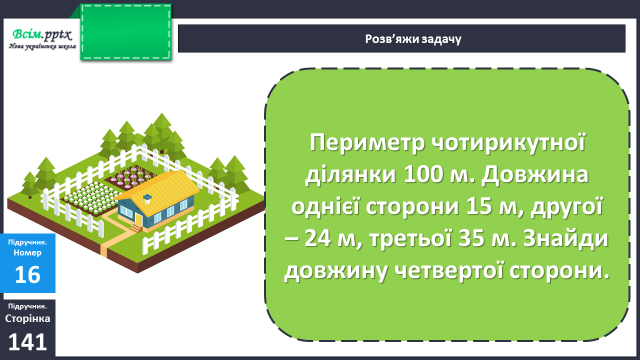 Всім.pptx
Нова українська школа
Розв’яжи задачу
Периметр чотирикутної
ділянки 100 м. Довжина
однієї сторони 15 м, другої
– 24 м, третьої 35 м. Знайди
довжину четвертої сторони.
Підручник.
Номер
16
Підручник.
Сторінка
141